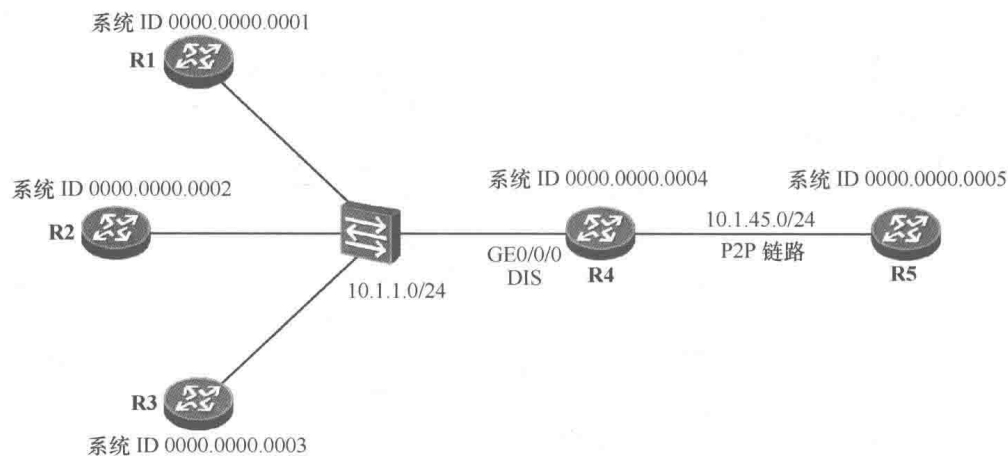 系统 ID 0000.0000.0001
R1
系统 ID 0000.0000.0002
R2
系统 ID 0000.0000.0004
系统 ID 0000.0000.0005
10.1.45.0/24
GE0/0/0
DIS
R4
P2P 链路
R5
10.1.1.0/24
R3
系统 ID 0000.0000.0003